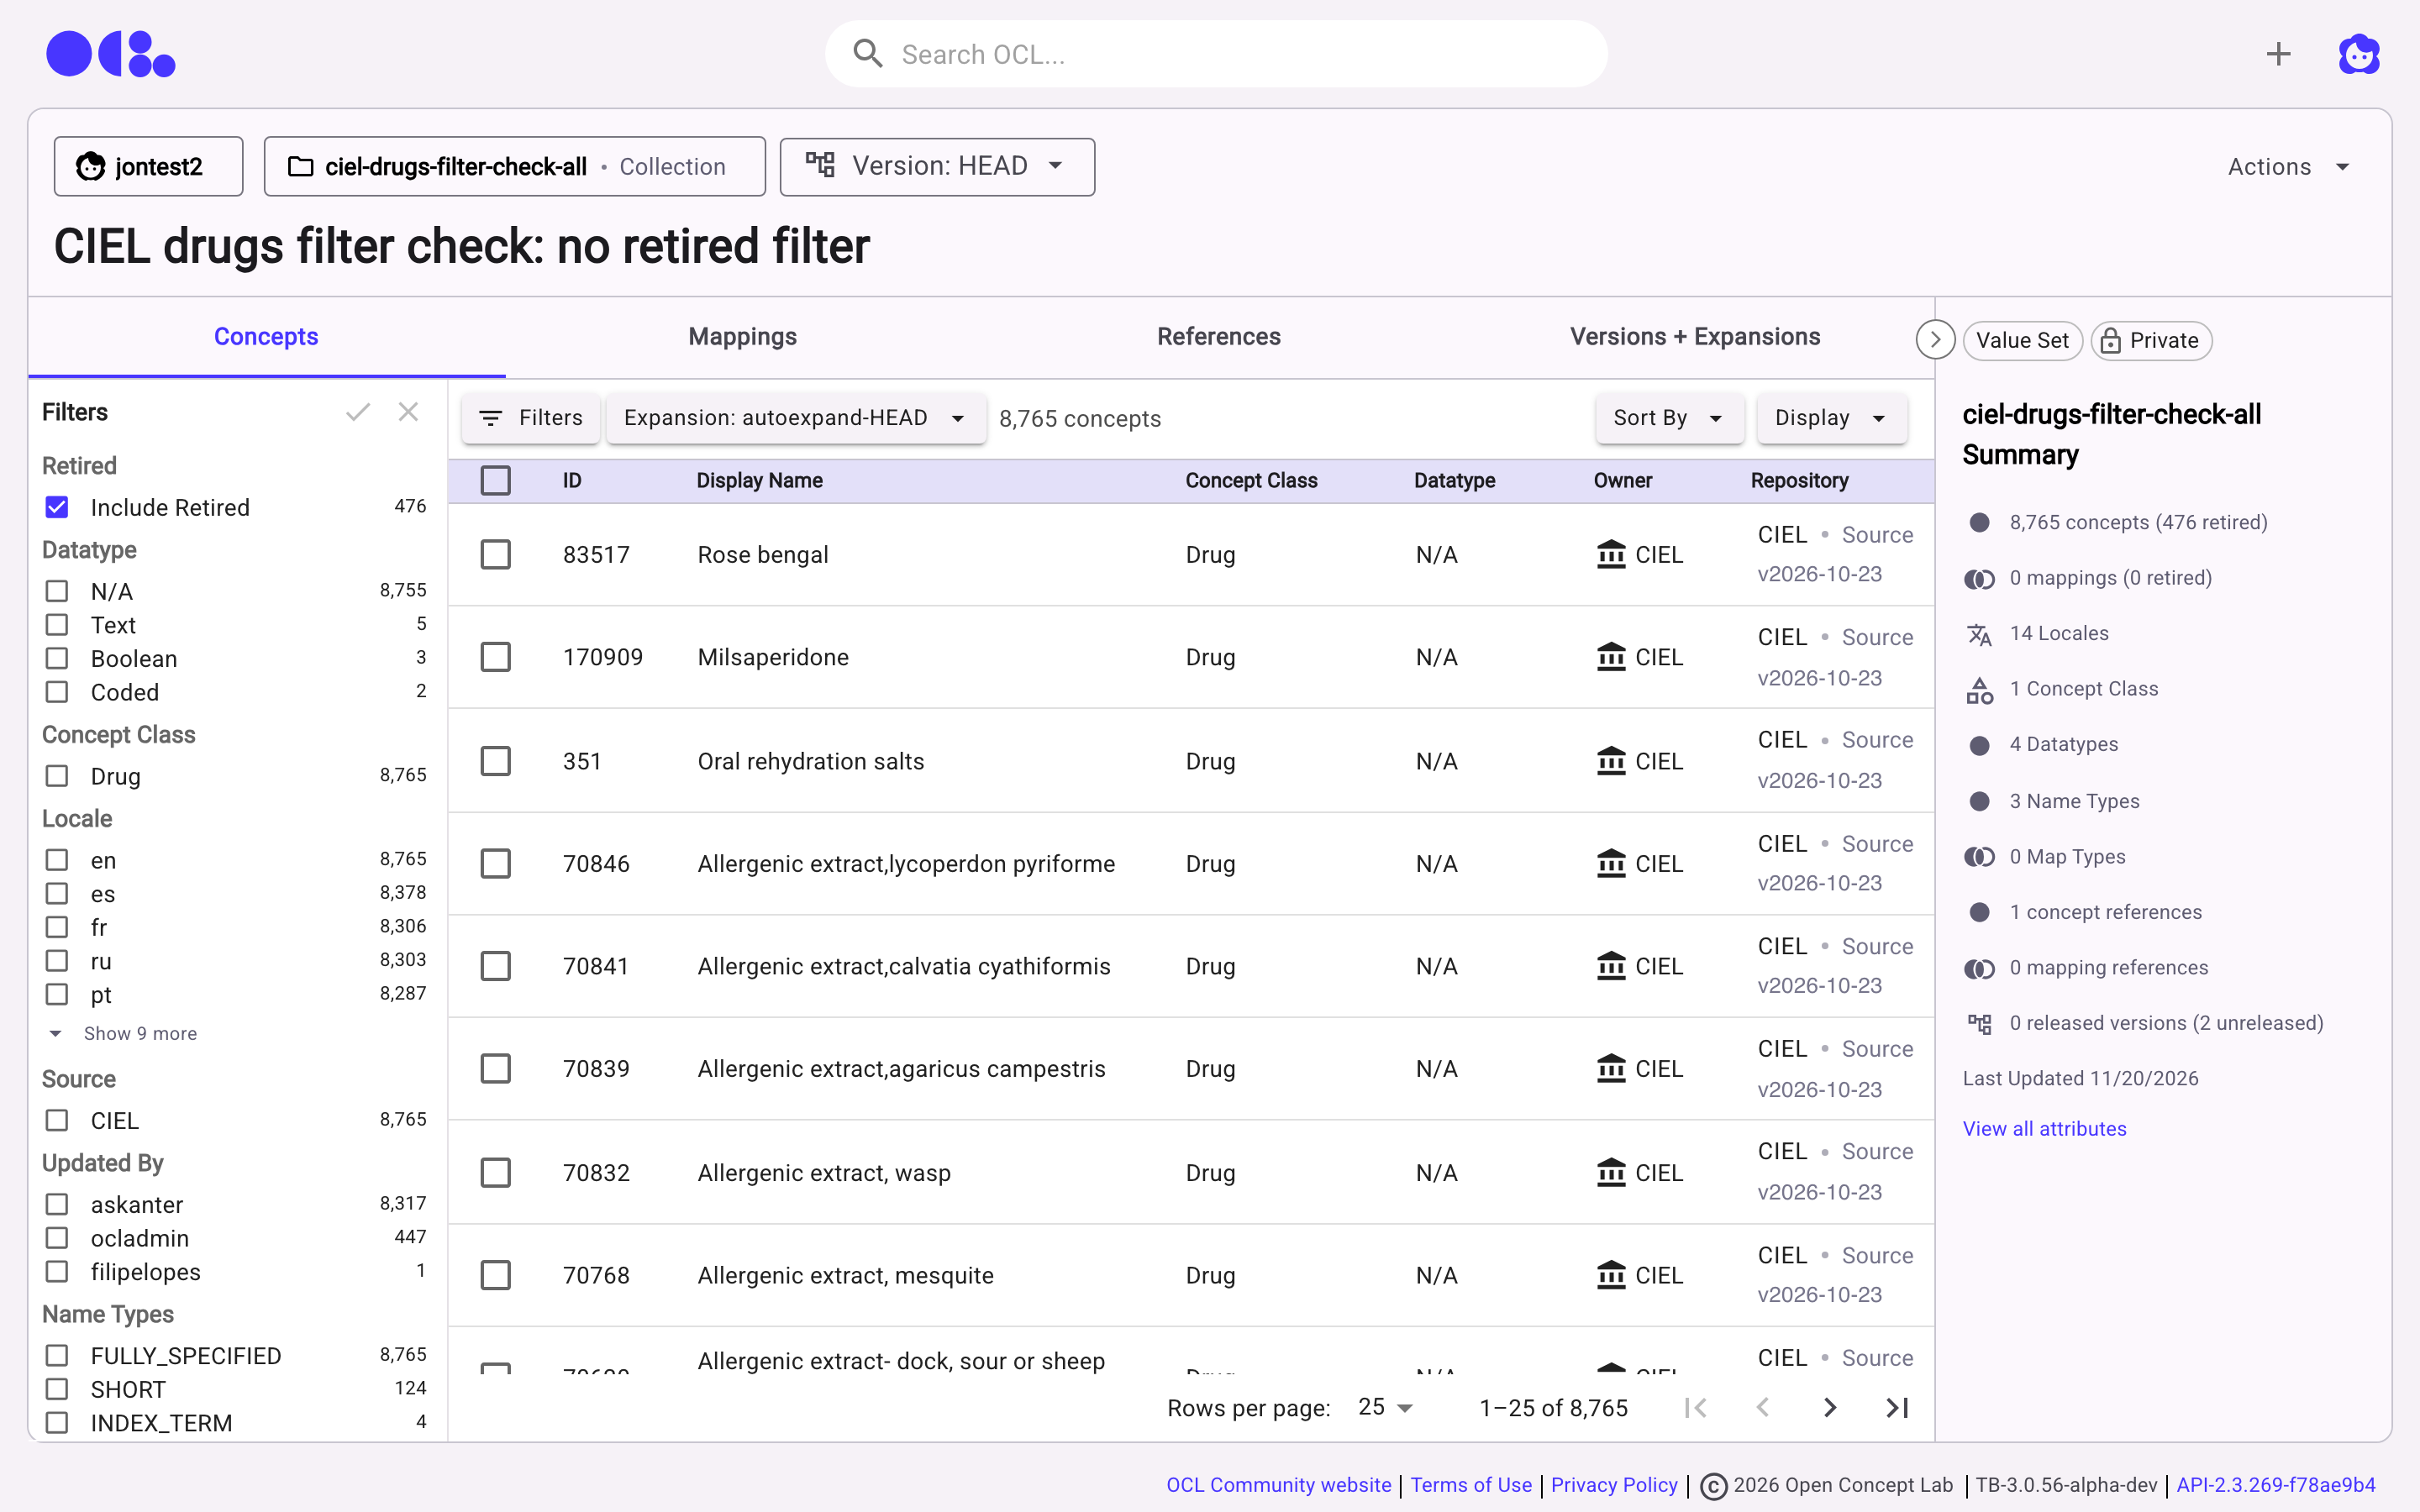 OCL
Search OCL...
jontest2
ciel-drugs-filter-check-all • Collection
Version: HEAD
Actions
CIEL drugs filter check: no retired filter
Concepts
Mappings
References
Versions + Expansions
Filters
Retired
Include Retired 476
Datatype
N/A 8,755
Text 5
Boolean 3
Coded 2
Concept Class
Drug 8,765
Locale
en 8,765
es 8,378
fr 8,306
ru 8,303
pt 8,287
Show 9 more
Source
CIEL 8,765
Updated By
askanter 8,317
ocladmin 447
filipelopes 1
Name Types
FULLY_SPECIFIED 8,765
SHORT 124
INDEX_TERM 4
Filters
Expansion: autoexpand-HEAD
8,765 concepts
Sort By
Display
ID Display Name Concept Class Datatype Owner Repository
83517 Rose bengal Drug N/A CIEL CIEL • Source
v2026-10-23
170909 Milsaperidone Drug N/A CIEL CIEL • Source
v2026-10-23
351 Oral rehydration salts Drug N/A CIEL CIEL • Source
v2026-10-23
70846 Allergenic extract,lycoperdon pyriforme Drug N/A CIEL CIEL • Source
v2026-10-23
70841 Allergenic extract,calvatia cyathiformis Drug N/A CIEL CIEL • Source
v2026-10-23
70839 Allergenic extract,agaricus campestris Drug N/A CIEL CIEL • Source
v2026-10-23
70832 Allergenic extract, wasp Drug N/A CIEL CIEL • Source
v2026-10-23
70768 Allergenic extract, mesquite Drug N/A CIEL CIEL • Source
v2026-10-23
Allergenic extract- dock, sour or sheep Drug N/A CIEL CIEL • Source
Rows per page: 25
1–25 of 8,765
Value Set
Private
ciel-drugs-filter-check-all
Summary
8,765 concepts (476 retired)
0 mappings (0 retired)
14 Locales
1 Concept Class
4 Datatypes
3 Name Types
0 Map Types
1 concept references
0 mapping references
0 released versions (2 unreleased)
Last Updated 11/20/2026
View all attributes
OCL Community website | Terms of Use | Privacy Policy | © 2026 Open Concept Lab | TB-3.0.56-alpha-dev | API-2.3.269-f78ae9b4